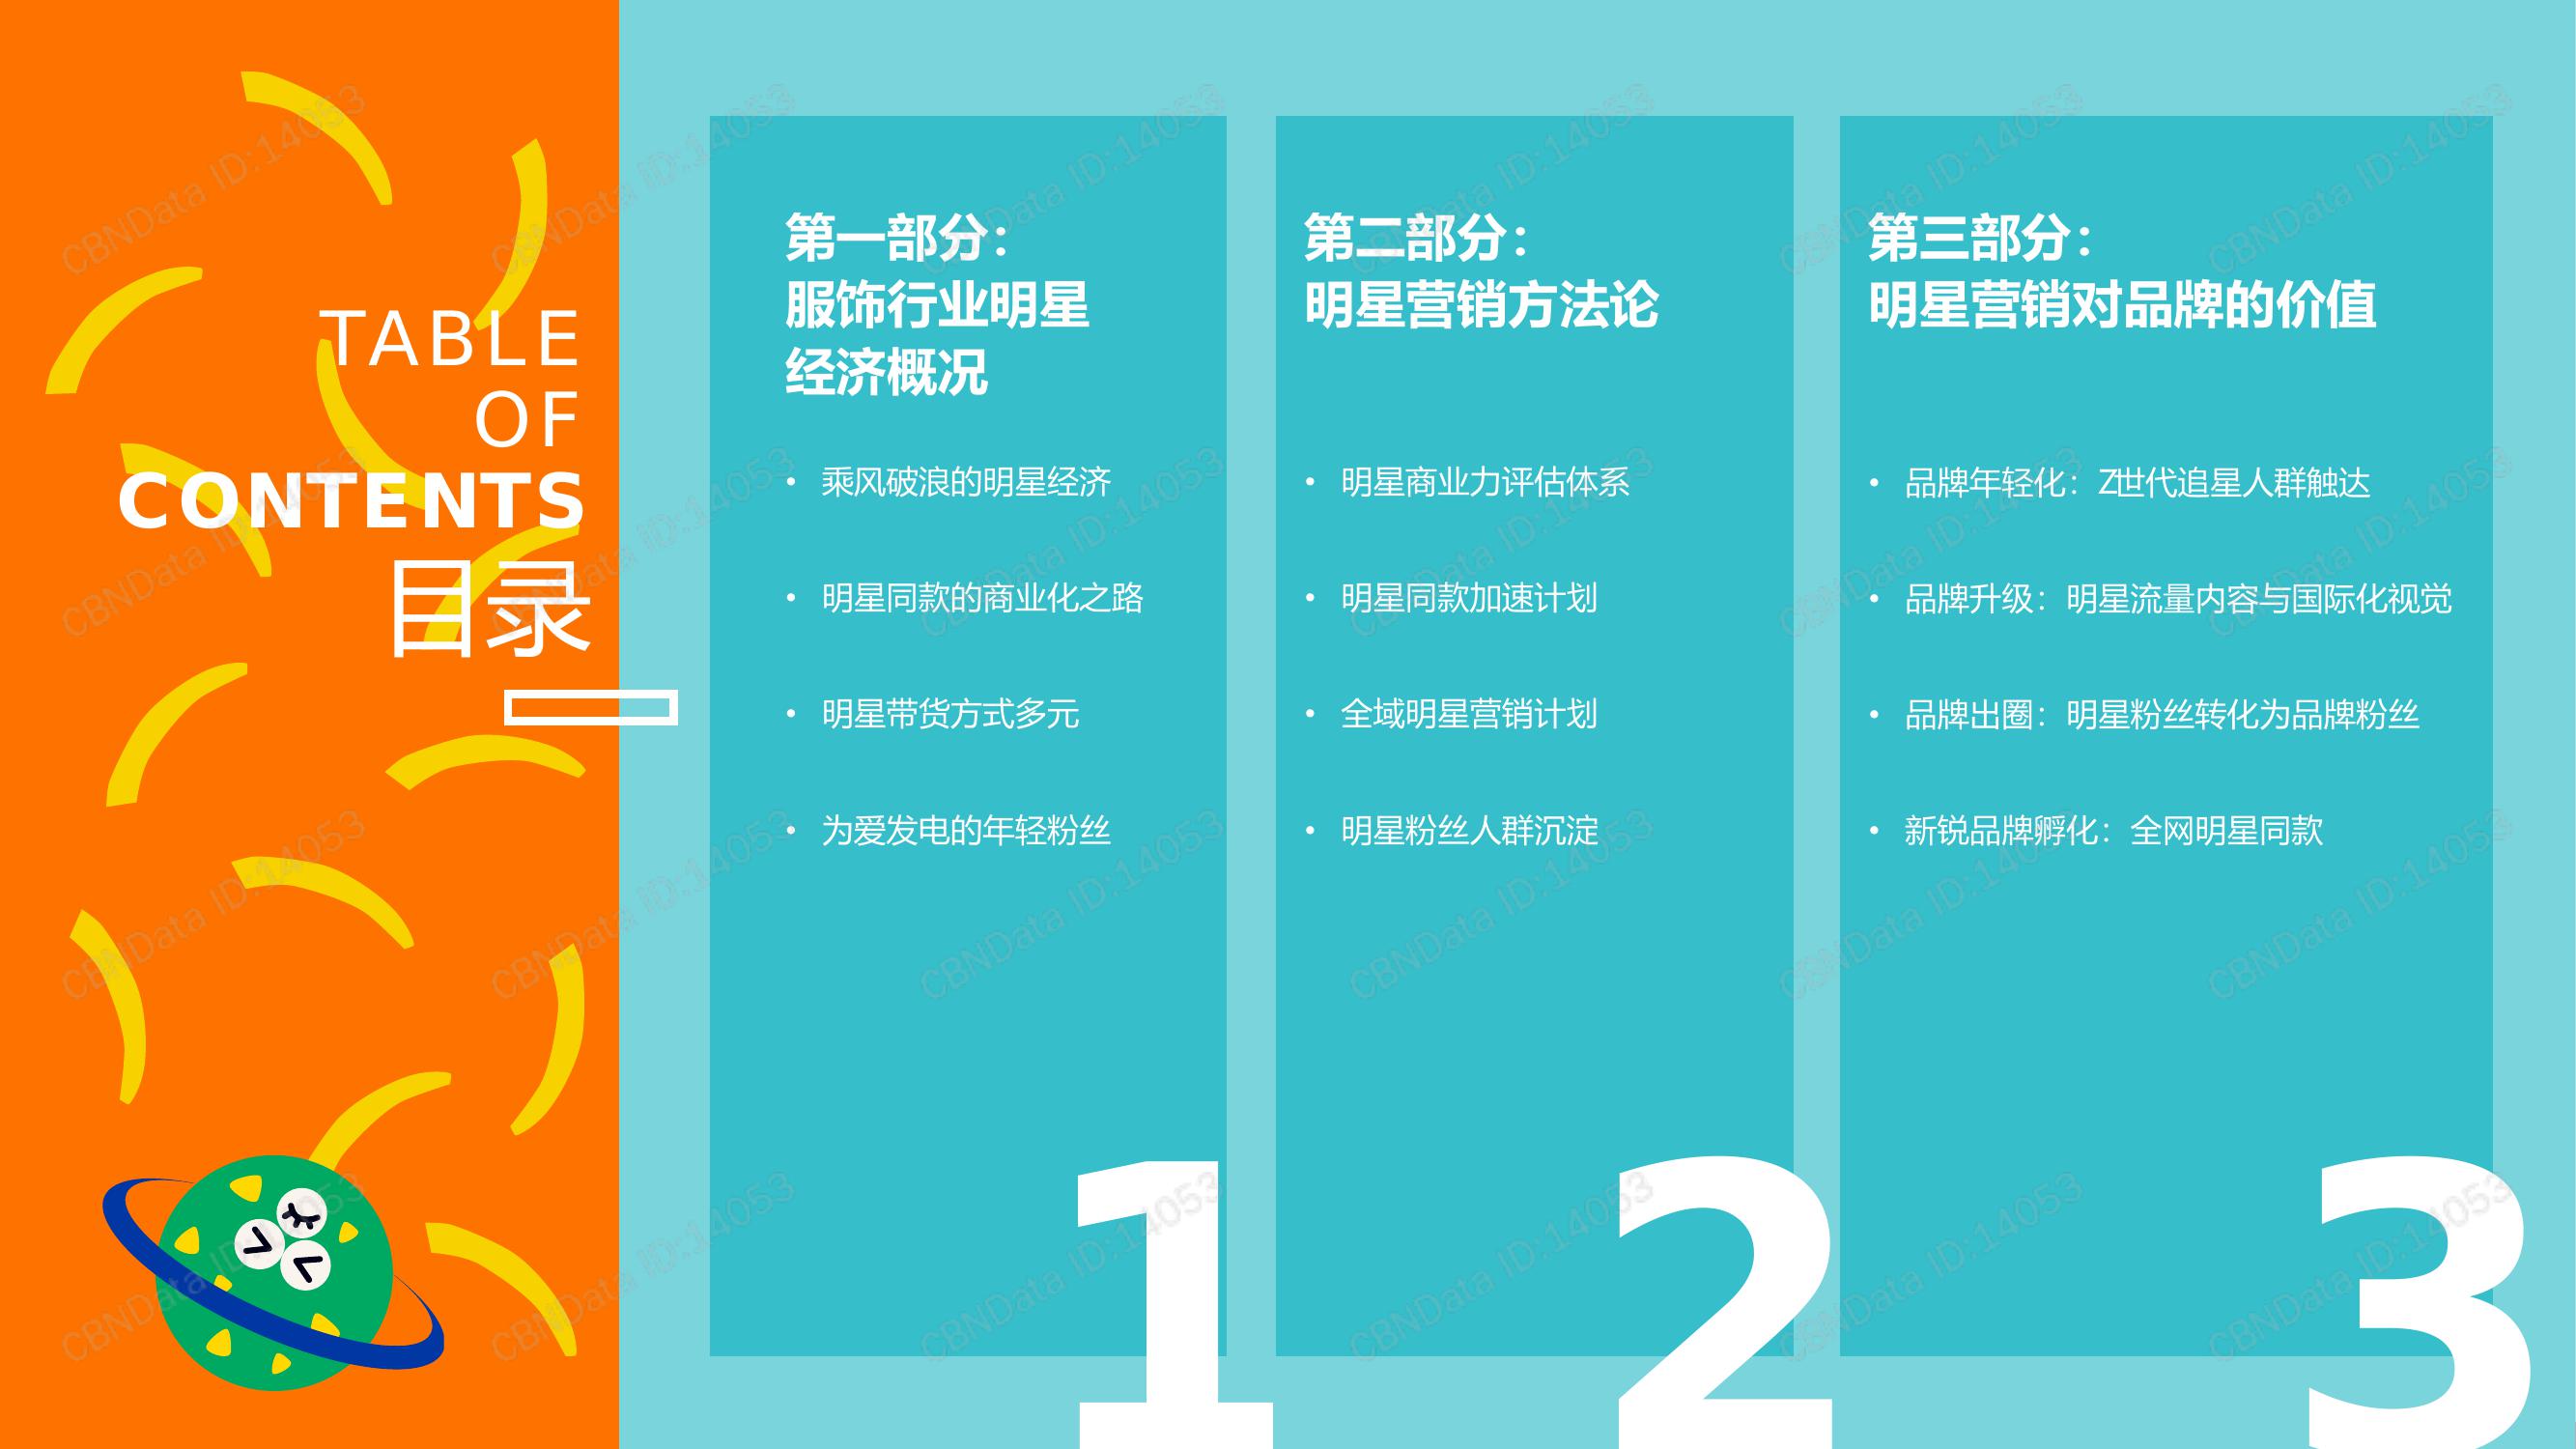 TABLE
OF
CONTENTS
目录
第一部分：
服饰行业明星
经济概况
• 乘风破浪的明星经济
• 明星同款的商业化之路
• 明星带货方式多元
• 为爱发电的年轻粉丝
1
第二部分：
明星营销方法论
• 明星商业力评估体系
• 明星同款加速计划
• 全域明星营销计划
• 明星粉丝人群沉淀
2
第三部分：
明星营销对品牌的价值
• 品牌年轻化：Z世代追星人群触达
• 品牌升级：明星流量内容与国际化视觉
• 品牌出圈：明星粉丝转化为品牌粉丝
• 新锐品牌孵化：全网明星同款
3
CBNData ID:14053